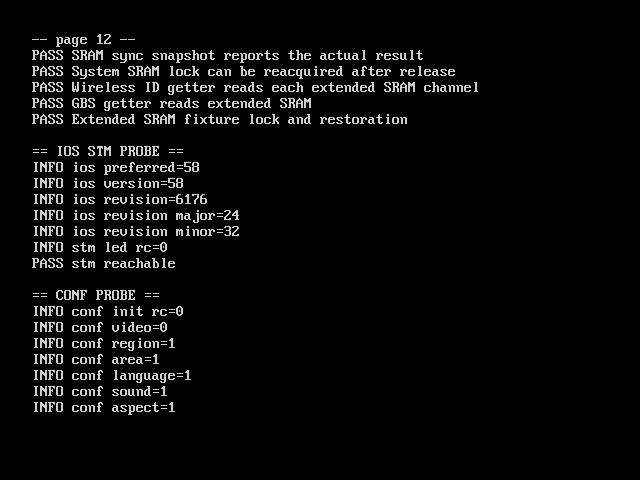 -- page 12 --
PASS SRAM sync snapshot reports the actual result
PASS System SRAM lock can be reacquired after release
PASS Wireless ID getter reads each extended SRAM channel
PASS GBS getter reads extended SRAM
PASS Extended SRAM fixture lock and restoration
== IOS STM PROBE ==
INFO ios preferred=58
INFO ios version=58
INFO ios revision=6176
INFO ios revision major=24
INFO ios revision minor=32
INFO stm led rc=0
PASS stm reachable
== CONF PROBE ==
INFO conf init rc=0
INFO conf video=0
INFO conf region=1
INFO conf area=1
INFO conf language=1
INFO conf sound=1
INFO conf aspect=1